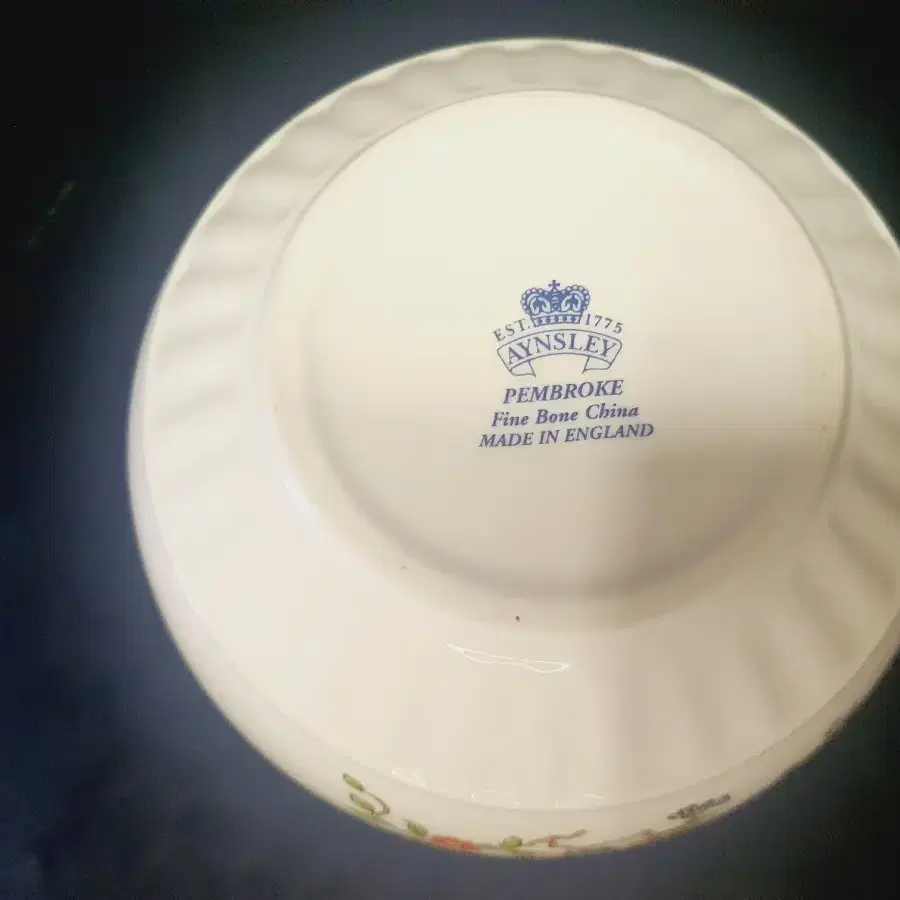 EST. 1775
AYNSLEY
PEMBROKE
Fine Bone China
MADE IN ENGLAND